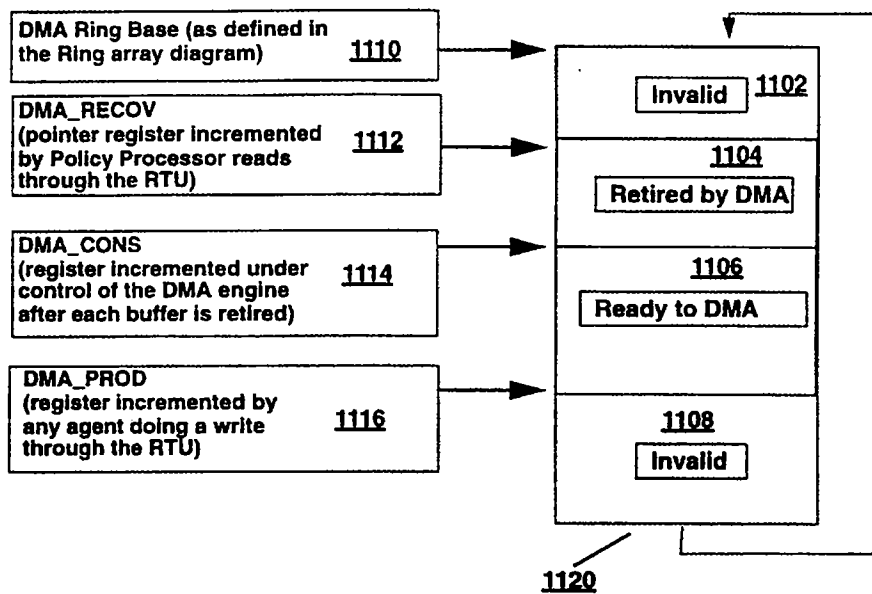 DMA Ring Base (as defined in
the Ring array diagram)
1110
DMA_RECOV
(pointer register incremented
by Policy Processor reads
through the RTU)
1112
DMA_CONS
(register incremented under
control of the DMA engine
after each buffer is retired)
1114
DMA_PROD
(register incremented by
any agent doing a write
through the RTU)
1116
1102
Invalid
1104
Retired by DMA
1106
Ready to DMA
1108
Invalid
1120